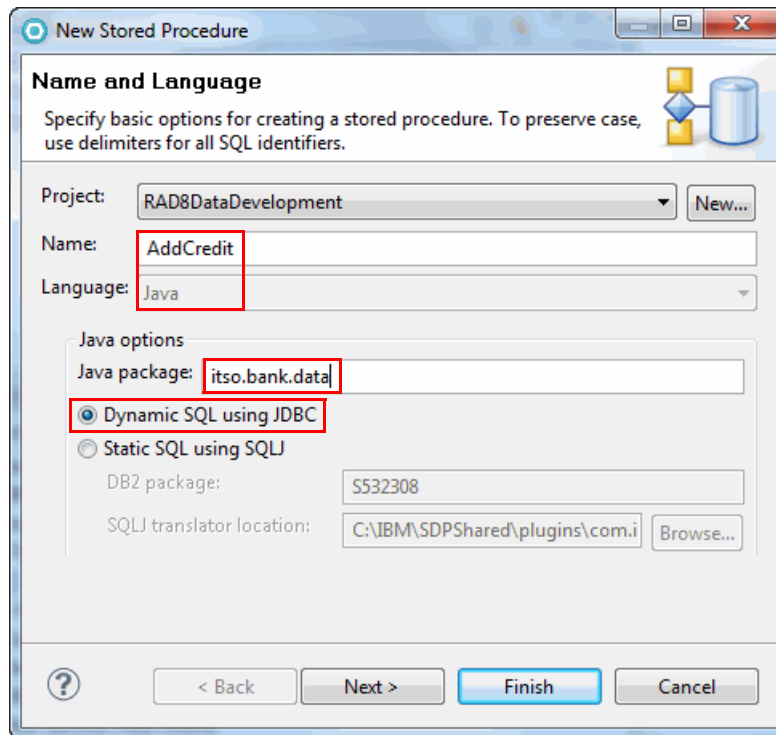 New Stored Procedure
Name and Language
Specify basic options for creating a stored procedure. To preserve case,
use delimiters for all SQL identifiers.
Project: RAD8DataDevelopment New...
Name: AddCredit
Language: Java
Java options
Java package: itso.bank.data
Dynamic SQL using JDBC
Static SQL using SQLJ
DB2 package: S532308
SQLJ translator location: C:\IBM\SDPShared\plugins\com.i Browse...
? < Back Next > Finish Cancel